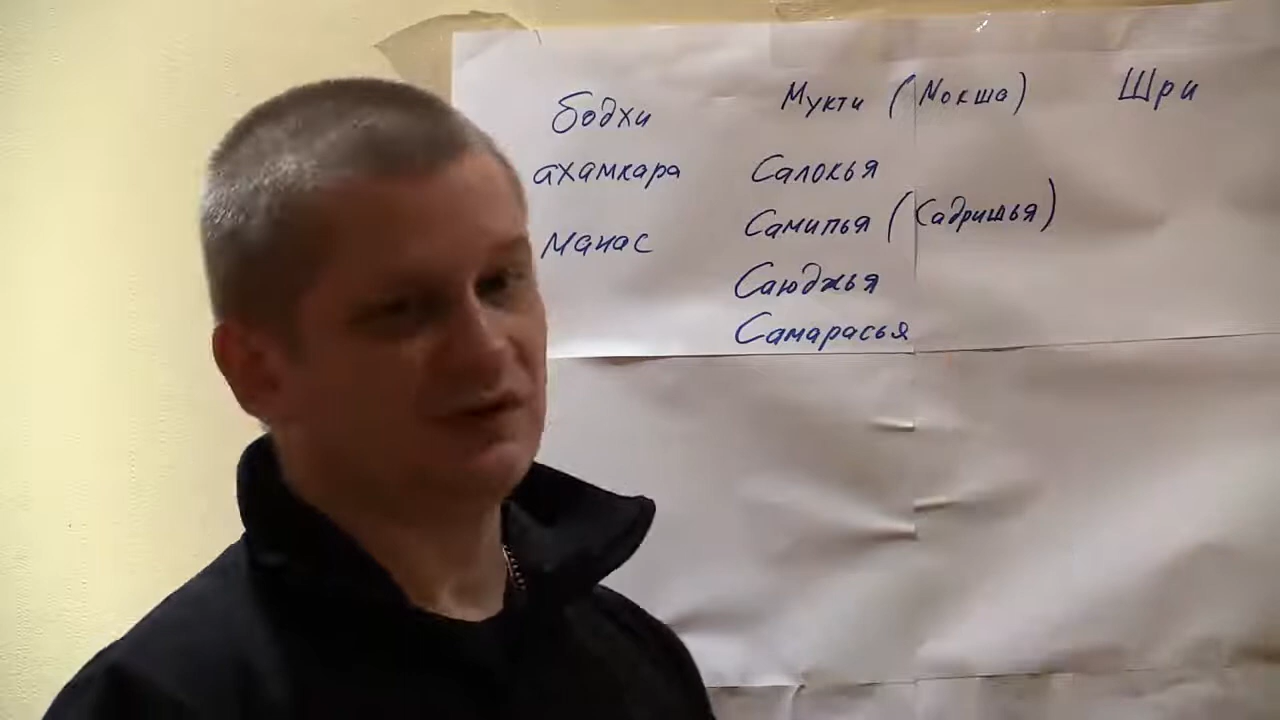 Бодхи
ахамкара
манас
Мукти (Мокша)
Салокья
Самипья (Садришья)
Саюджья
Самарасья
Шри